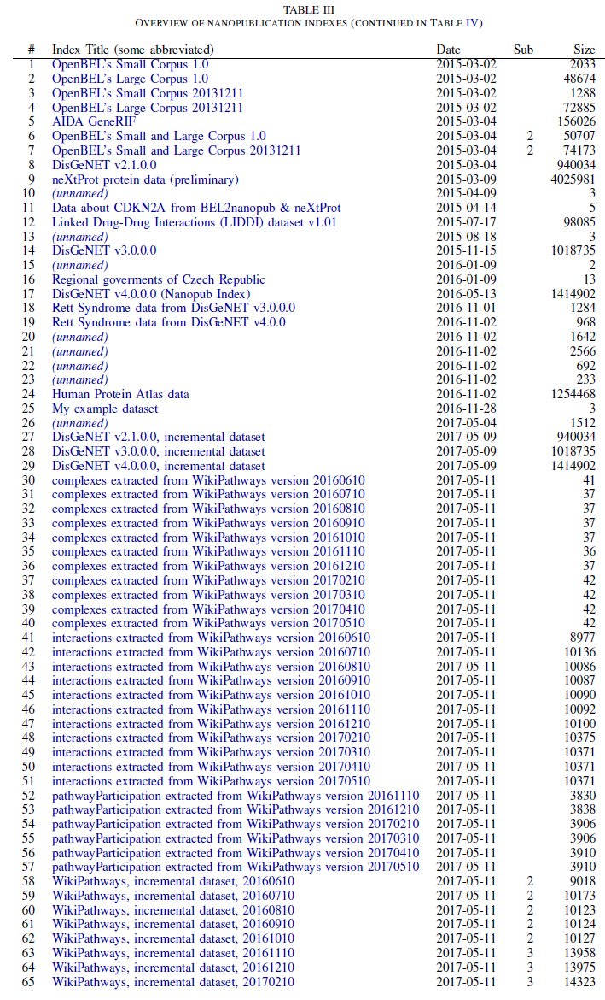 TABLE III
OVERVIEW OF NANOPUBLICATION INDEXES (CONTINUED IN TABLE IV)
# Index Title (some abbreviated) Date Sub Size
1 OpenBEL's Small Corpus 1.0 2015-03-02 2033
2 OpenBEL's Large Corpus 1.0 2015-03-02 48674
3 OpenBEL's Small Corpus 20131211 2015-03-02 1288
4 OpenBEL's Large Corpus 20131211 2015-03-02 72885
5 AIDA GeneRIF 2015-03-04 156026
6 OpenBEL's Small and Large Corpus 1.0 2015-03-04 2 50707
7 OpenBEL's Small and Large Corpus 20131211 2015-03-04 2 74173
8 DisGeNET v2.1.0.0 2015-03-04 940034
9 neXtProt protein data (preliminary) 2015-03-09 4025981
10 (unnamed) 2015-04-09 3
11 Data about CDKN2A from BEL2nanopub & neXtProt 2015-04-14 5
12 Linked Drug-Drug Interactions (LIDDI) dataset v1.01 2015-07-17 98085
13 (unnamed) 2015-08-18 3
14 DisGeNET v3.0.0.0 2015-11-15 1018735
15 (unnamed) 2016-01-09 2
16 Regional goverments of Czech Republic 2016-01-09 13
17 DisGeNET v4.0.0.0 (Nanopub Index) 2016-05-13 1414902
18 Rett Syndrome data from DisGeNET v3.0.0.0 2016-11-01 1284
19 Rett Syndrome data from DisGeNET v4.0.0 2016-11-02 968
20 (unnamed) 2016-11-02 1642
21 (unnamed) 2016-11-02 2566
22 (unnamed) 2016-11-02 692
23 (unnamed) 2016-11-02 233
24 Human Protein Atlas data 2016-11-02 1254468
25 My example dataset 2016-11-28 3
26 (unnamed) 2017-05-04 1512
27 DisGeNET v2.1.0.0, incremental dataset 2017-05-09 940034
28 DisGeNET v3.0.0.0, incremental dataset 2017-05-09 1018735
29 DisGeNET v4.0.0.0, incremental dataset 2017-05-09 1414902
30 complexes extracted from WikiPathways version 20160610 2017-05-11 41
31 complexes extracted from WikiPathways version 20160710 2017-05-11 37
32 complexes extracted from WikiPathways version 20160810 2017-05-11 37
33 complexes extracted from WikiPathways version 20160910 2017-05-11 37
34 complexes extracted from WikiPathways version 20161010 2017-05-11 37
35 complexes extracted from WikiPathways version 20161110 2017-05-11 36
36 complexes extracted from WikiPathways version 20161210 2017-05-11 37
37 complexes extracted from WikiPathways version 20170210 2017-05-11 42
38 complexes extracted from WikiPathways version 20170310 2017-05-11 42
39 complexes extracted from WikiPathways version 20170410 2017-05-11 42
40 complexes extracted from WikiPathways version 20170510 2017-05-11 42
41 interactions extracted from WikiPathways version 20160610 2017-05-11 8977
42 interactions extracted from WikiPathways version 20160710 2017-05-11 10136
43 interactions extracted from WikiPathways version 20160810 2017-05-11 10086
44 interactions extracted from WikiPathways version 20160910 2017-05-11 10087
45 interactions extracted from WikiPathways version 20161010 2017-05-11 10090
46 interactions extracted from WikiPathways version 20161110 2017-05-11 10092
47 interactions extracted from WikiPathways version 20161210 2017-05-11 10100
48 interactions extracted from WikiPathways version 20170210 2017-05-11 10375
49 interactions extracted from WikiPathways version 20170310 2017-05-11 10371
50 interactions extracted from WikiPathways version 20170410 2017-05-11 10371
51 interactions extracted from WikiPathways version 20170510 2017-05-11 10371
52 pathwayParticipation extracted from WikiPathways version 20161110 2017-05-11 3830
53 pathwayParticipation extracted from WikiPathways version 20161210 2017-05-11 3838
54 pathwayParticipation extracted from WikiPathways version 20170210 2017-05-11 3906
55 pathwayParticipation extracted from WikiPathways version 20170310 2017-05-11 3906
56 pathwayParticipation extracted from WikiPathways version 20170410 2017-05-11 3910
57 pathwayParticipation extracted from WikiPathways version 20170510 2017-05-11 3910
58 WikiPathways, incremental dataset, 20160610 2017-05-11 2 9018
59 WikiPathways, incremental dataset, 20160710 2017-05-11 2 10173
60 WikiPathways, incremental dataset, 20160810 2017-05-11 2 10123
61 WikiPathways, incremental dataset, 20160910 2017-05-11 2 10124
62 WikiPathways, incremental dataset, 20161010 2017-05-11 2 10127
63 WikiPathways, incremental dataset, 20161110 2017-05-11 3 13958
64 WikiPathways, incremental dataset, 20161210 2017-05-11 3 13975
65 WikiPathways, incremental dataset, 20170210 2017-05-11 3 14323